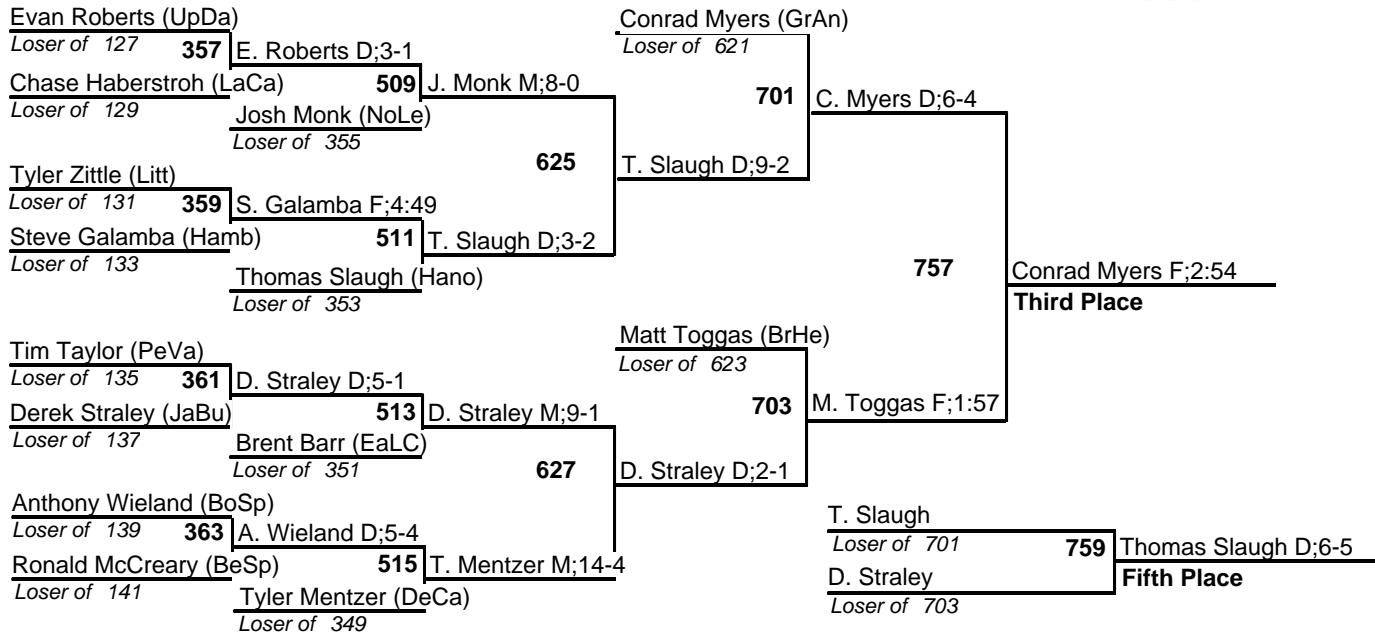 Evan Roberts (UpDa)
Loser of 127
357
E. Roberts D;3-1
Chase Haberstroh (LaCa)
Loser of 129
509
J. Monk M;8-0
Josh Monk (NoLe)
Loser of 355
Tyler Zittle (Litt)
Loser of 131
359
S. Galamba F;4:49
Steve Galamba (Hamb)
Loser of 133
511
T. Slaugh D;3-2
Thomas Slaugh (Hano)
Loser of 353
625
Conrad Myers (GrAn)
Loser of 621
701
C. Myers D;6-4
T. Slaugh D;9-2
757
Conrad Myers F;2:54
Third Place
Tim Taylor (PeVa)
Loser of 135
361
D. Straley D;5-1
Derek Straley (JaBu)
Loser of 137
513
D. Straley M;9-1
Brent Barr (EaLC)
Loser of 351
Anthony Wieland (BoSp)
Loser of 139
363
A. Wieland D;5-4
Ronald McCreary (BeSp)
Loser of 141
515
T. Mentzer M;14-4
Tyler Mentzer (DeCa)
Loser of 349
627
Matt Toggas (BrHe)
Loser of 623
703
M. Toggas F;1:57
D. Straley D;2-1
T. Slaugh
Loser of 701
759
Thomas Slaugh D;6-5
D. Straley
Fifth Place
Loser of 703